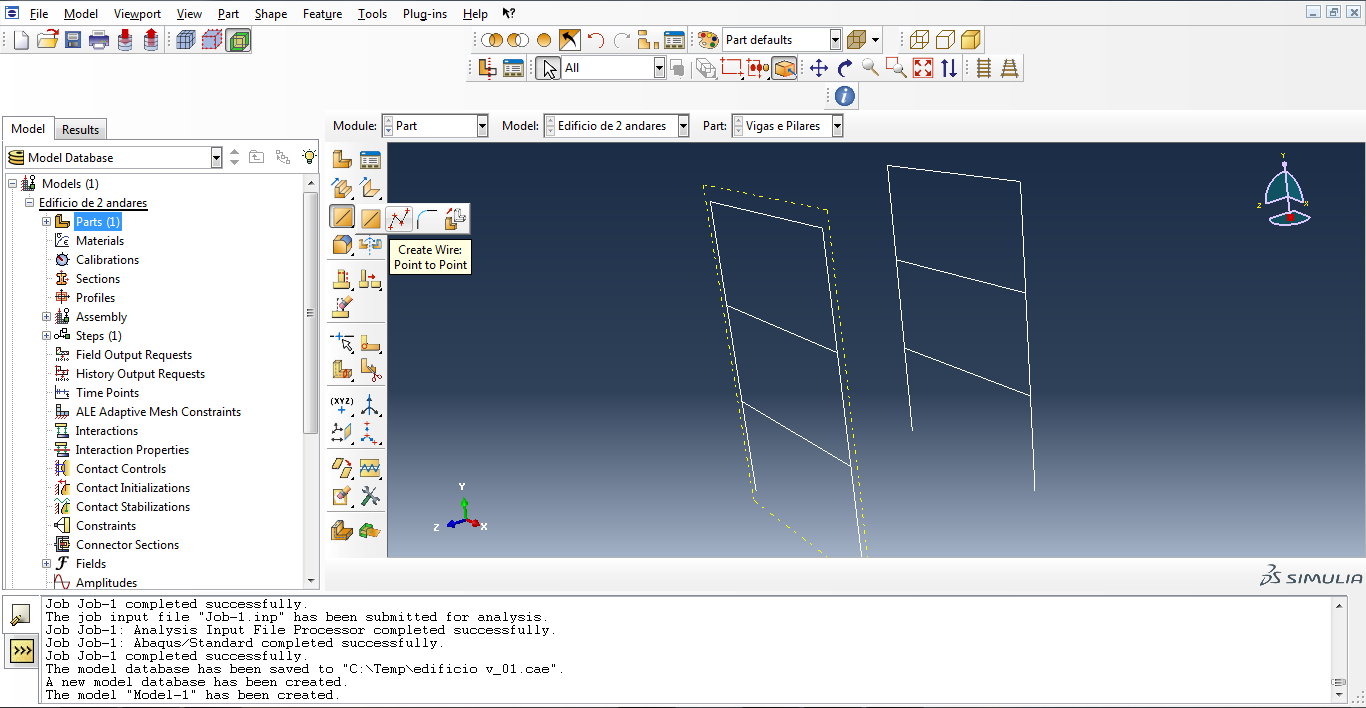 File Model Viewport View Part Shape Feature Tools Plug-ins Help
Part defaults
All
Model Results
Module: Part Model: Edificio de 2 andares Part: Vigas e Pilares
Model Database
Models (1)
Edificio de 2 andares
Parts (1)
Materials
Calibrations
Sections
Profiles
Assembly
Steps (1)
Field Output Requests
History Output Requests
Time Points
ALE Adaptive Mesh Constraints
Interactions
Interaction Properties
Contact Controls
Contact Initializations
Contact Stabilizations
Constraints
Connector Sections
Fields
Amplitudes
Create Wire:
Point to Point
(XYZ)
Y
Z
X
Y
Z
X
SIMULIA
Job Job-1 completed successfully.
The job input file "Job-1.inp" has been submitted for analysis.
Job Job-1: Analysis Input File Processor completed successfully.
Job Job-1: Abaqus/Standard completed successfully.
Job Job-1 completed successfully.
The model database has been saved to "C:\Temp\edificio v_01.cae".
A new model database has been created.
The model "Model-1" has been created.